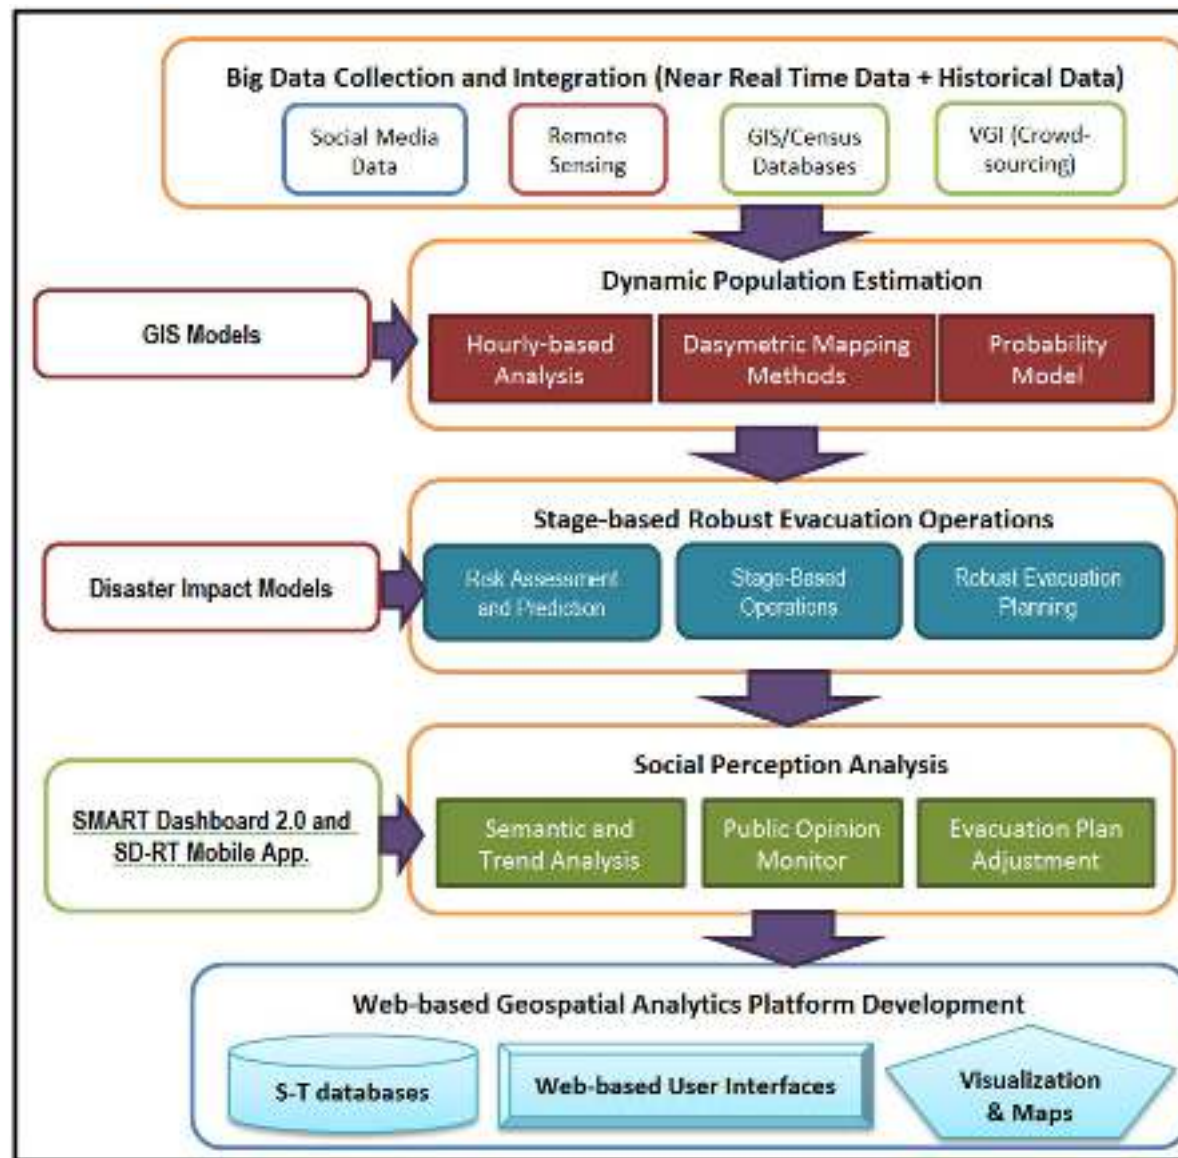 Big Data Collection and Integration (Near Real Time Data + Historical Data)
Social Media
Data
Remote
Sensing
GIS/Census
Databases
VGI (Crowd-
sourcing)
Dynamic Population Estimation
GIS Models
Hourly-based
Analysis
Dasymetric Mapping
Methods
Probability
Model
Stage-based Robust Evacuation Operations
Disaster Impact Models
Risk Assessment
and Prediction
Stage-Based
Operations
Robust Evacuation
Planning
Social Perception Analysis
SMART Dashboard 2.0 and
SD-RT Mobile App.
Semantic and
Trend Analysis
Public Opinion
Monitor
Evacuation Plan
Adjustment
Web-based Geospatial Analytics Platform Development
S-T databases
Web-based User Interfaces
Visualization
& Maps